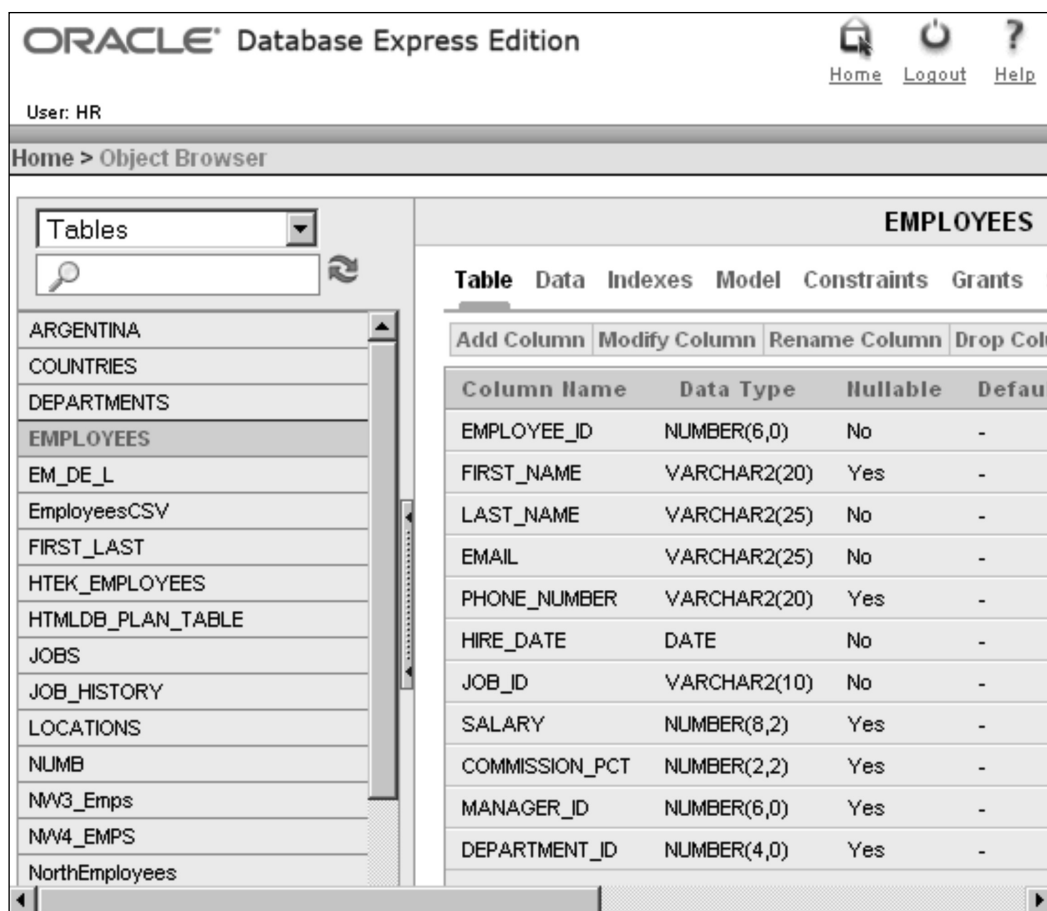 ORACLE® Database Express Edition
Home Logout Help
User: HR
Home > Object Browser
Tables
ARGENTINA
COUNTRIES
DEPARTMENTS
EMPLOYEES
EM_DE_L
EmployeesCSV
FIRST_LAST
HTEK_EMPLOYEES
HTMLDB_PLAN_TABLE
JOBS
JOB_HISTORY
LOCATIONS
NUMB
NW3_Emps
NW4_EMPS
NorthEmployees
EMPLOYEES
Table Data Indexes Model Constraints Grants
Add Column Modify Column Rename Column Drop Colu
Column Name Data Type Nullable Defau
EMPLOYEE_ID NUMBER(6,0) No -
FIRST_NAME VARCHAR2(20) Yes -
LAST_NAME VARCHAR2(25) No -
EMAIL VARCHAR2(25) No -
PHONE_NUMBER VARCHAR2(20) Yes -
HIRE_DATE DATE No -
JOB_ID VARCHAR2(10) No -
SALARY NUMBER(8,2) Yes -
COMMISSION_PCT NUMBER(2,2) Yes -
MANAGER_ID NUMBER(6,0) Yes -
DEPARTMENT_ID NUMBER(4,0) Yes -